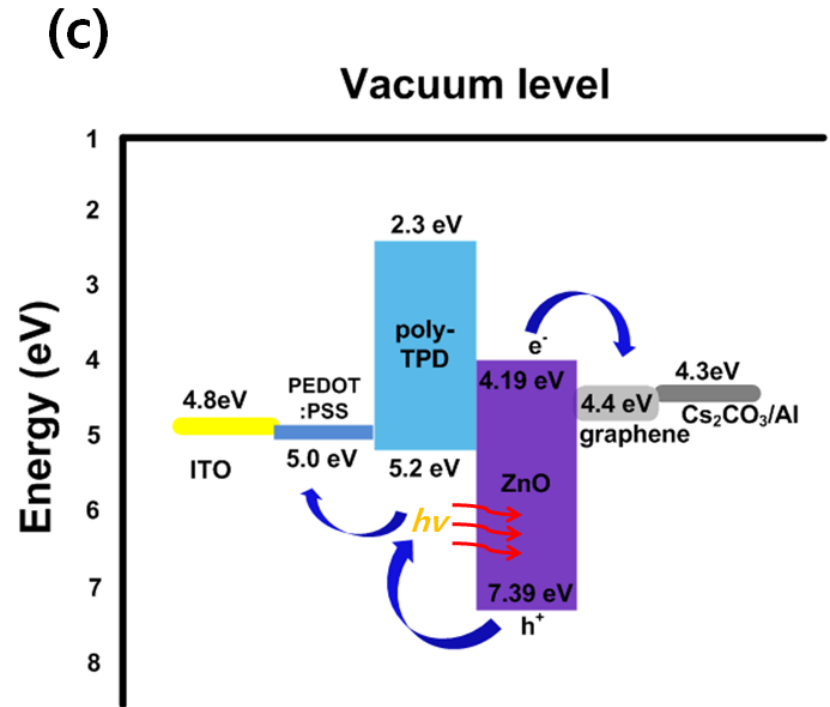 (c)
Vacuum level
Energy (eV)
1
2
3
4
5
6
7
8
2.3 eV
poly-
TPD
5.2 eV
4.8eV
ITO
PEDOT
:PSS
5.0 eV
e⁻
4.19 eV
ZnO
7.39 eV
h⁺
hν
4.4 eV
graphene
4.3eV
Cs₂CO₃/Al